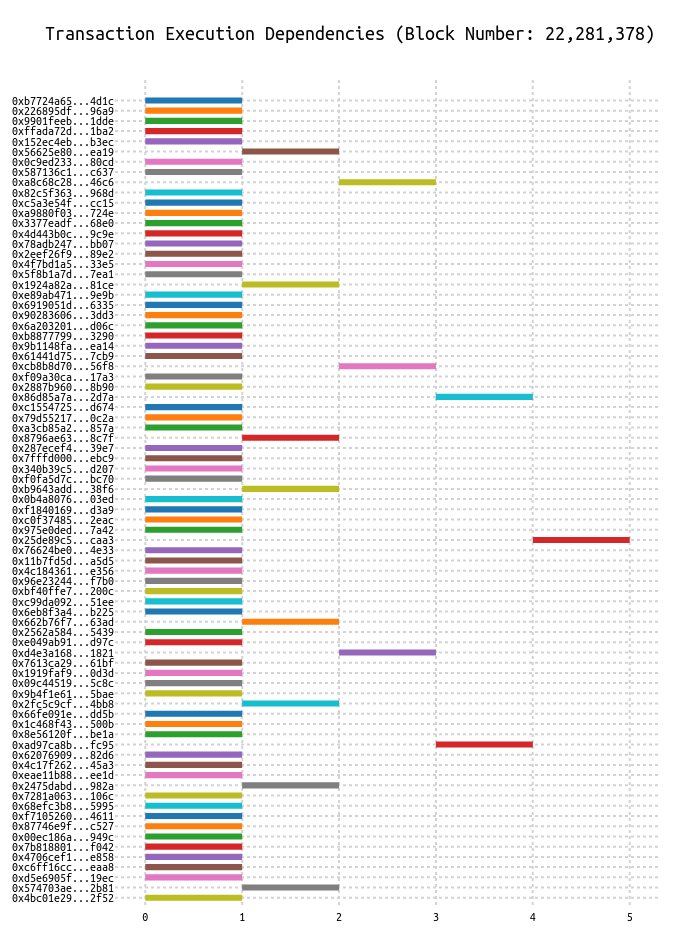 Transaction Execution Dependencies (Block Number: 22,281,378)
0xb7724a65...4d1c
0x226895df...96a9
0x9901feeb...1dde
0xffada72d...1ba2
0x152ec4eb...b3ec
0x56625e80...ea19
0x0c9ed233...80cd
0x587136c1...c637
0xa8c68c28...46c6
0x82c5f363...968d
0xc5a3e54f...cc15
0xa9880f03...724e
0x3377eadf...68e0
0x4d443b0c...9c9e
0x78adb247...bb07
0x2eef26f9...89e2
0x4f7bd1a5...33e5
0x5f8b1a7d...7ea1
0x1924a82a...81ce
0xe89ab471...9e9b
0x6919051d...6335
0x90283606...3dd3
0x6a203201...d06c
0xb8877799...3290
0x9b1148fa...ea14
0x61441d75...7cb9
0xcb8b8d70...56f8
0xf09a30ca...17a3
0x2887b960...8b90
0x86d85a7a...2d7a
0xc1554725...d674
0x79d55217...0c2a
0xa3cb85a2...857a
0x8796ae63...8c7f
0x287ecef4...39e7
0x7fffd000...ebc9
0x340b39c5...d207
0xf0fa5d7c...bc70
0xb9643add...38f6
0x0b4a8076...03ed
0xf1840169...d3a9
0xc0f37485...2eac
0x975e0ded...7a42
0x25de89c5...caa3
0x76624be0...4e33
0x11b7fd5d...a5d5
0x4c184361...e356
0x96e23244...f7b0
0xbf40ffe7...200c
0xc99da092...51ee
0x6eb8f3a4...b225
0x662b76f7...63ad
0x2562a584...5439
0xe049ab91...d97c
0xd4e3a168...1821
0x7613ca29...61bf
0x1919faf9...0d3d
0x09c44519...5c8c
0x9b4f1e61...5bae
0x2fc5c9cf...4bb8
0x66fe091e...dd5b
0x1c468f43...500b
0x8e56120f...be1a
0xad97ca8b...fc95
0x62076909...82d6
0x4c17f262...45a3
0xeae11b88...ee1d
0x2475dabd...982a
0x7281a063...106c
0x68efc3b8...5995
0xf7105260...4611
0x87746e9f...c527
0x00ec186a...949c
0x7b818801...f042
0x4706cef1...e858
0xc6ff16cc...eaa8
0xd5e6905f...19ec
0x574703ae...2b81
0x4bc01e29...2f52
0 1 2 3 4 5